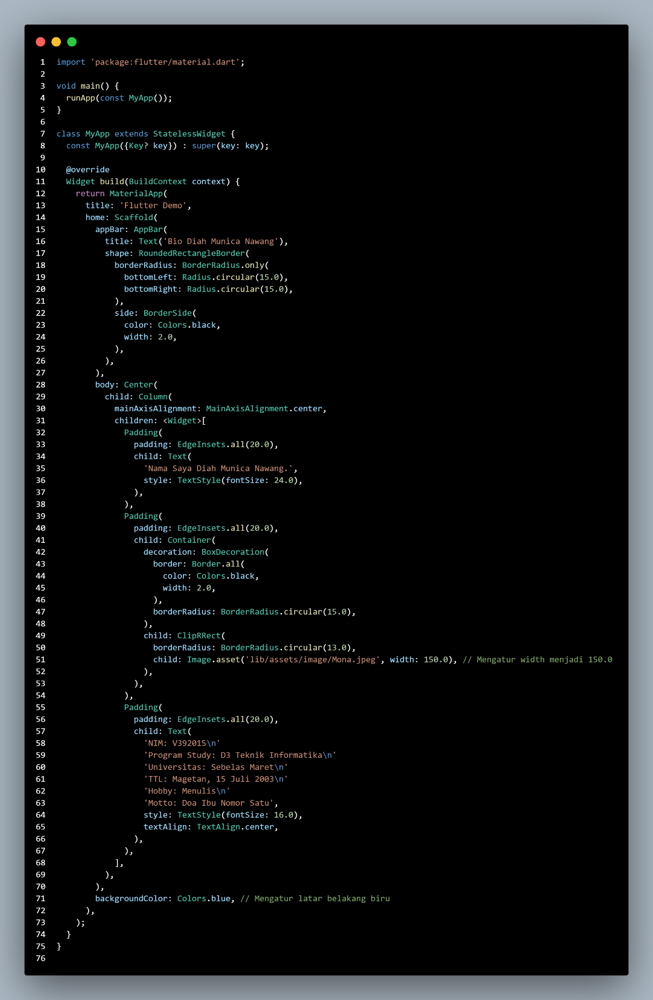 1 import 'package:flutter/material.dart';
2
3 void main() {
4   runApp(const MyApp());
5 }
6
7 class MyApp extends StatelessWidget {
8   const MyApp({Key? key}) : super(key: key);
9
10   @override
11   Widget build(BuildContext context) {
12     return MaterialApp(
13       title: 'Flutter Demo',
14       home: Scaffold(
15         appBar: AppBar(
16           title: Text('Bio Diah Munica Nawang'),
17           shape: RoundedRectangleBorder(
18             borderRadius: BorderRadius.only(
19               bottomLeft: Radius.circular(15.0),
20               bottomRight: Radius.circular(15.0),
21             ),
22             side: BorderSide(
23               color: Colors.black,
24               width: 2.0,
25             ),
26           ),
27         ),
28         body: Center(
29           child: Column(
30             mainAxisAlignment: MainAxisAlignment.center,
31             children: <Widget>[
32               Padding(
33                 padding: EdgeInsets.all(20.0),
34                 child: Text(
35                   'Nama Saya Diah Munica Nawang.',
36                   style: TextStyle(fontSize: 24.0),
37                 ),
38               ),
39               Padding(
40                 padding: EdgeInsets.all(20.0),
41                 child: Container(
42                   decoration: BoxDecoration(
43                     border: Border.all(
44                       color: Colors.black,
45                       width: 2.0,
46                     ),
47                     borderRadius: BorderRadius.circular(15.0),
48                   ),
49                   child: ClipRRect(
50                     borderRadius: BorderRadius.circular(13.0),
51                     child: Image.asset('lib/assets/image/Mona.jpeg', width: 150.0), // Mengatur width menjadi 150.0
52                   ),
53                 ),
54               ),
55               Padding(
56                 padding: EdgeInsets.all(20.0),
57                 child: Text(
58                   'NIM: V392015\n'
59                   'Program Study: D3 Teknik Informatika\n'
60                   'Universitas: Sebelas Maret\n'
61                   'TTL: Magetan, 15 Juli 2003\n'
62                   'Hobby: Menulis\n'
63                   'Motto: Doa Ibu Nomor Satu',
64                   style: TextStyle(fontSize: 16.0),
65                   textAlign: TextAlign.center,
66                 ),
67               ),
68             ],
69           ),
70         ),
71         backgroundColor: Colors.blue, // Mengatur latar belakang biru
72       ),
73     );
74   }
75 }
76